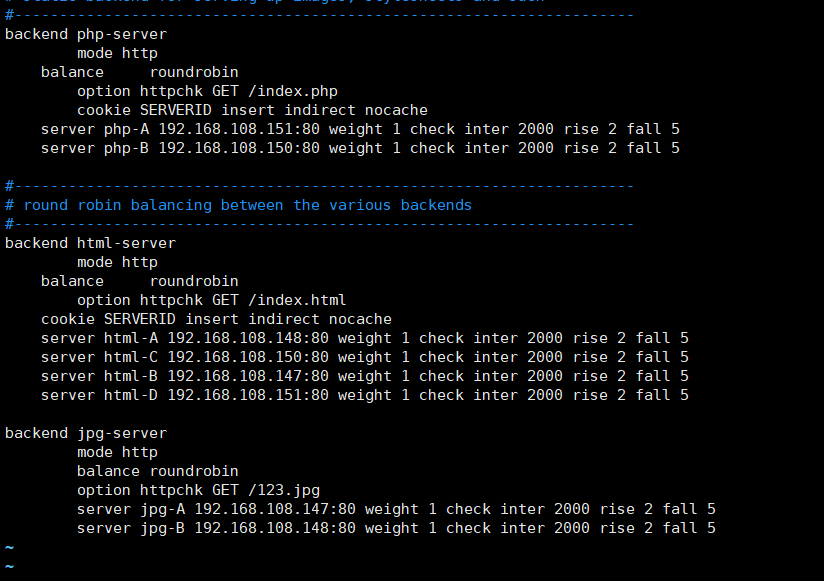 # static backend for serving up images, stylesheets and such
#---------------------------------------------------------------------
backend php-server
        mode http
    balance     roundrobin
        option httpchk GET /index.php
        cookie SERVERID insert indirect nocache
    server php-A 192.168.108.151:80 weight 1 check inter 2000 rise 2 fall 5
    server php-B 192.168.108.150:80 weight 1 check inter 2000 rise 2 fall 5

#---------------------------------------------------------------------
# round robin balancing between the various backends
#---------------------------------------------------------------------
backend html-server
        mode http
    balance     roundrobin
        option httpchk GET /index.html
    cookie SERVERID insert indirect nocache
    server html-A 192.168.108.148:80 weight 1 check inter 2000 rise 2 fall 5
    server html-C 192.168.108.150:80 weight 1 check inter 2000 rise 2 fall 5
    server html-B 192.168.108.147:80 weight 1 check inter 2000 rise 2 fall 5
    server html-D 192.168.108.151:80 weight 1 check inter 2000 rise 2 fall 5

backend jpg-server
        mode http
        balance roundrobin
        option httpchk GET /123.jpg
        server jpg-A 192.168.108.147:80 weight 1 check inter 2000 rise 2 fall 5
        server jpg-B 192.168.108.148:80 weight 1 check inter 2000 rise 2 fall 5
~
~